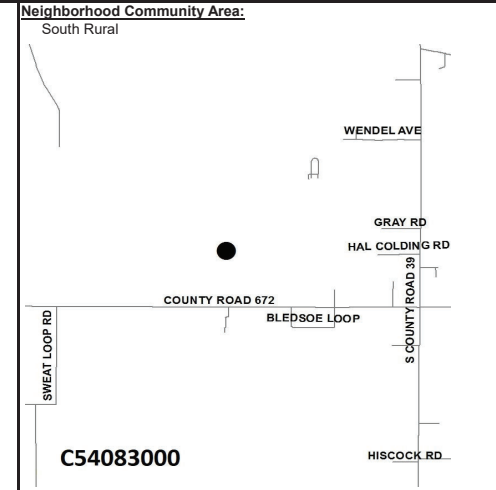 Neighborhood Community Area:
South Rural
WENDEL AVE
GRAY RD
HAL COLDING RD
S COUNTY ROAD 39
COUNTY ROAD 672
BLEDSOE LOOP
SWEAT LOOP RD
C54083000
HISCOCK RD